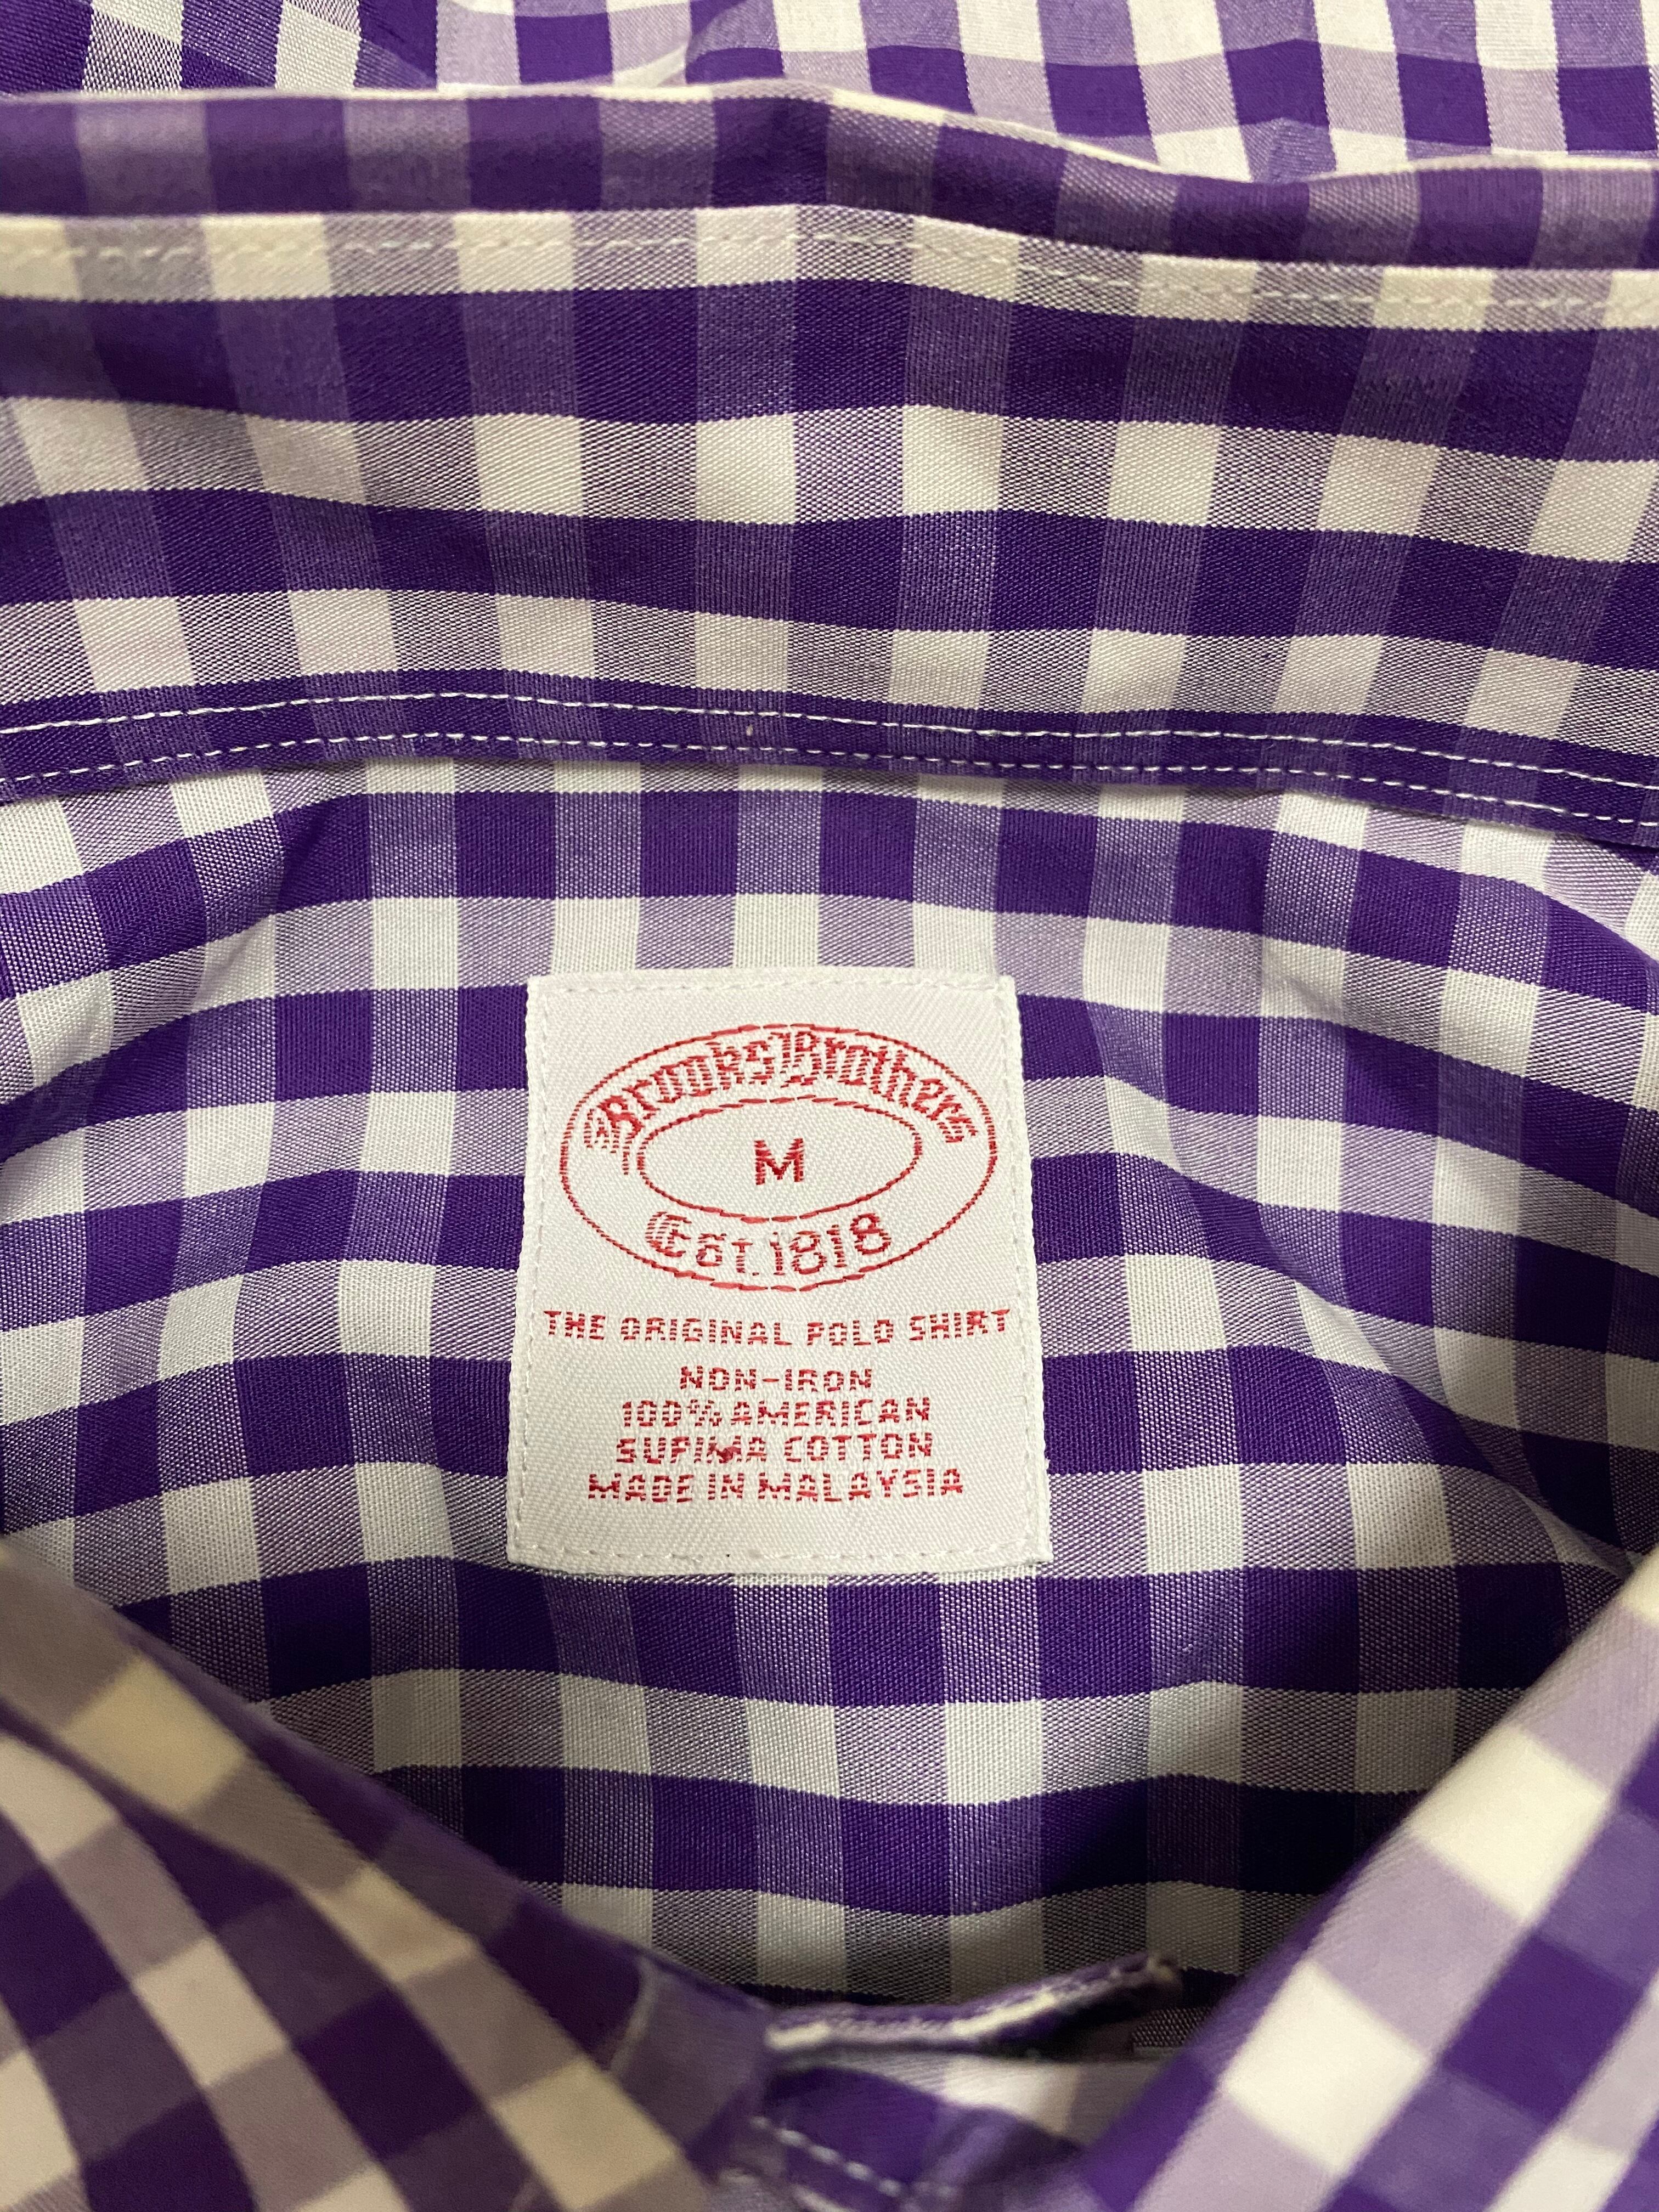 Brooks Brothers
M
Est. 1818
THE ORIGINAL POLO SHIRT
NON-IRON
100% AMERICAN
SUPIMA COTTON
MADE IN MALAYSIA